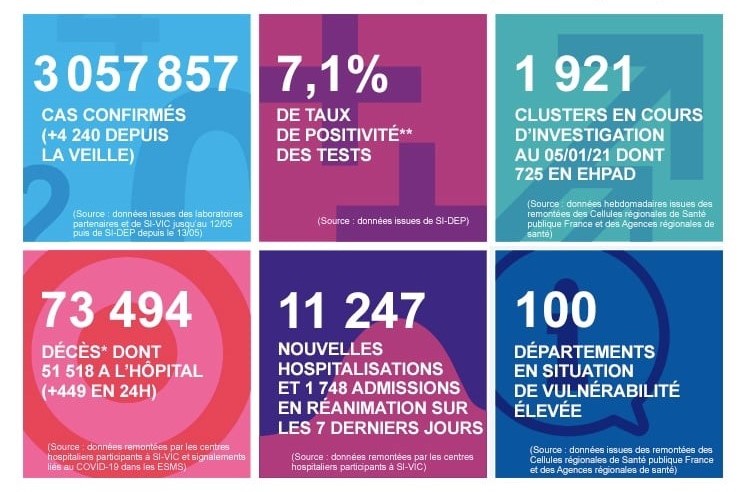 3 057 857
CAS CONFIRMÉS
(+4 240 DEPUIS
LA VEILLE)
(Source : données issues des laboratoires
partenaires et de SI-VIC jusqu'au 12/05
puis de SI-DEP depuis le 13/05)
7,1%
DE TAUX
DE POSITIVITÉ**
DES TESTS
(Source : données issues de SI-DEP)
1 921
CLUSTERS EN COURS
D'INVESTIGATION
AU 05/01/21 DONT
725 EN EHPAD
(Source : données hebdomadaires issues des
remontées des Cellules régionales de Santé
publique France et des Agences régionales de
santé)
73 494
DÉCÈS* DONT
51 518 A L'HÔPITAL
(+449 EN 24H)
(Source : données remontées par les centres
hospitaliers participants à SI-VIC et signalements
liés au COVID-19 dans les ESMS)
11 247
NOUVELLES
HOSPITALISATIONS
ET 1 748 ADMISSIONS
EN RÉANIMATION SUR
LES 7 DERNIERS JOURS
(Source : données remontées par les centres
hospitaliers participants à SI-VIC)
100
DÉPARTEMENTS
EN SITUATION
DE VULNÉRABILITÉ
ÉLEVÉE
(Source : données issues des remontées des
Cellules régionales de Santé publique France
et des Agences régionales de santé)